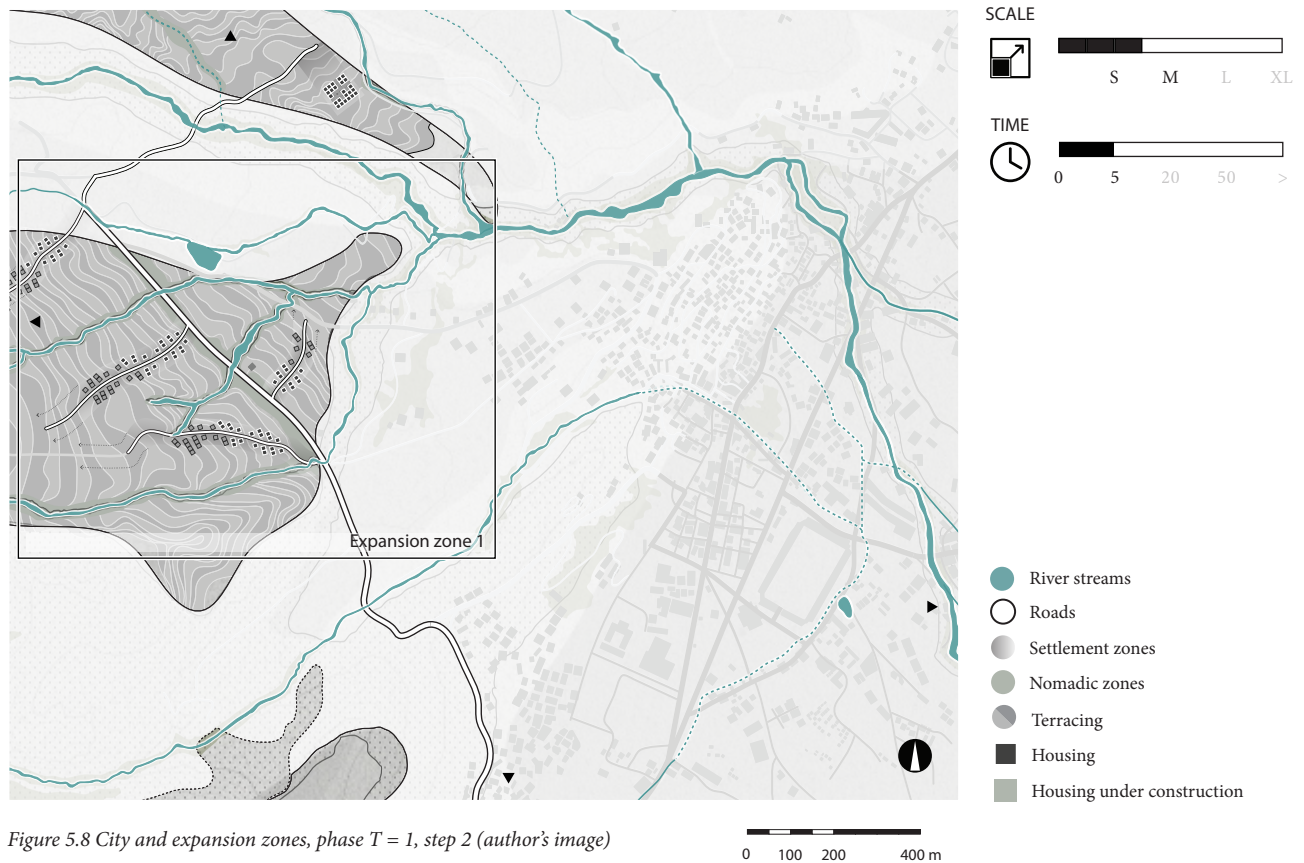 SCALE
S M L XL
TIME
0 5 20 50 >
Expansion zone 1
River streams
Roads
Settlement zones
Nomadic zones
Terracing
Housing
Housing under construction
Figure 5.8 City and expansion zones, phase T = 1, step 2 (author's image)
0 100 200 400 m